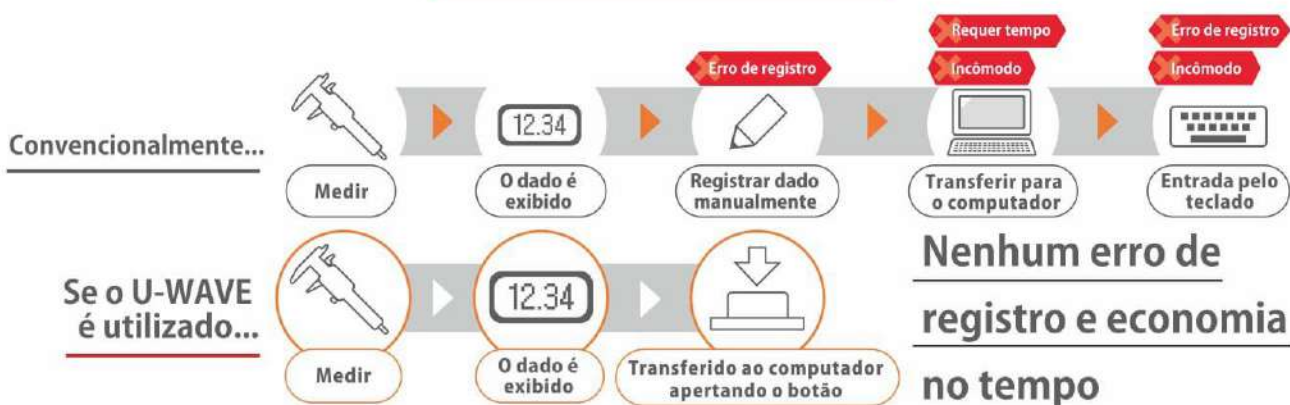 Requer tempo
Erro de registro
Erro de registro
Incômodo
Incômodo
12.34
Convencionalmente...
Medir
O dado é
exibido
Registrar dado
manualmente
Transferir para
o computador
Entrada pelo
teclado
Se o U-WAVE
é utilizado...
12.34
Medir
O dado é
exibido
Transferido ao computador
apertando o botão
Nenhum erro de
registro e economia
no tempo